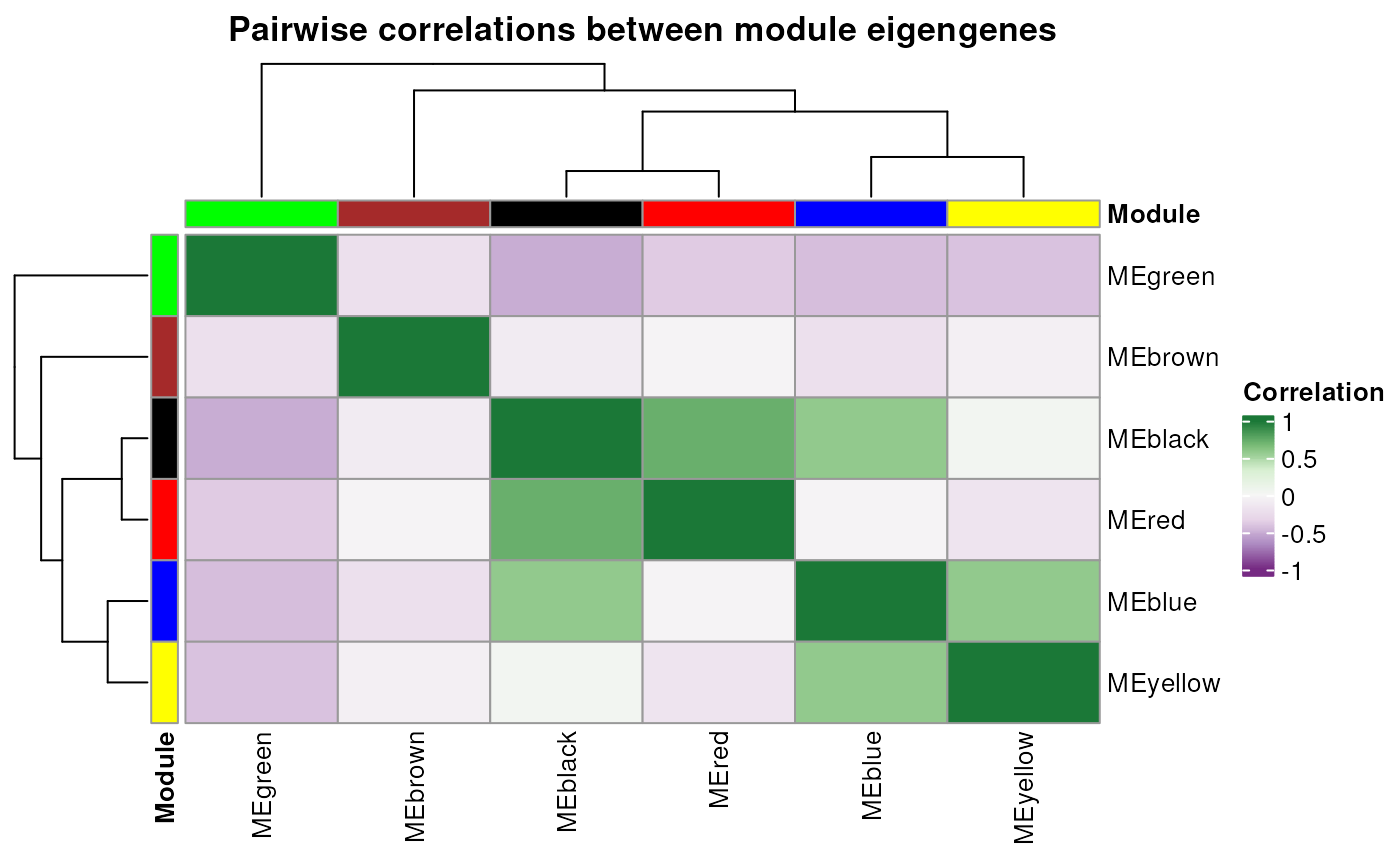 Pairwise correlations between module eigengenes
Module
MEgreen
MEbrown
MEblack
MEred
MEblue
MEyellow
Correlation
1
0.5
0
-0.5
-1
Module
MEgreen
MEbrown
MEblack
MEred
MEblue
MEyellow